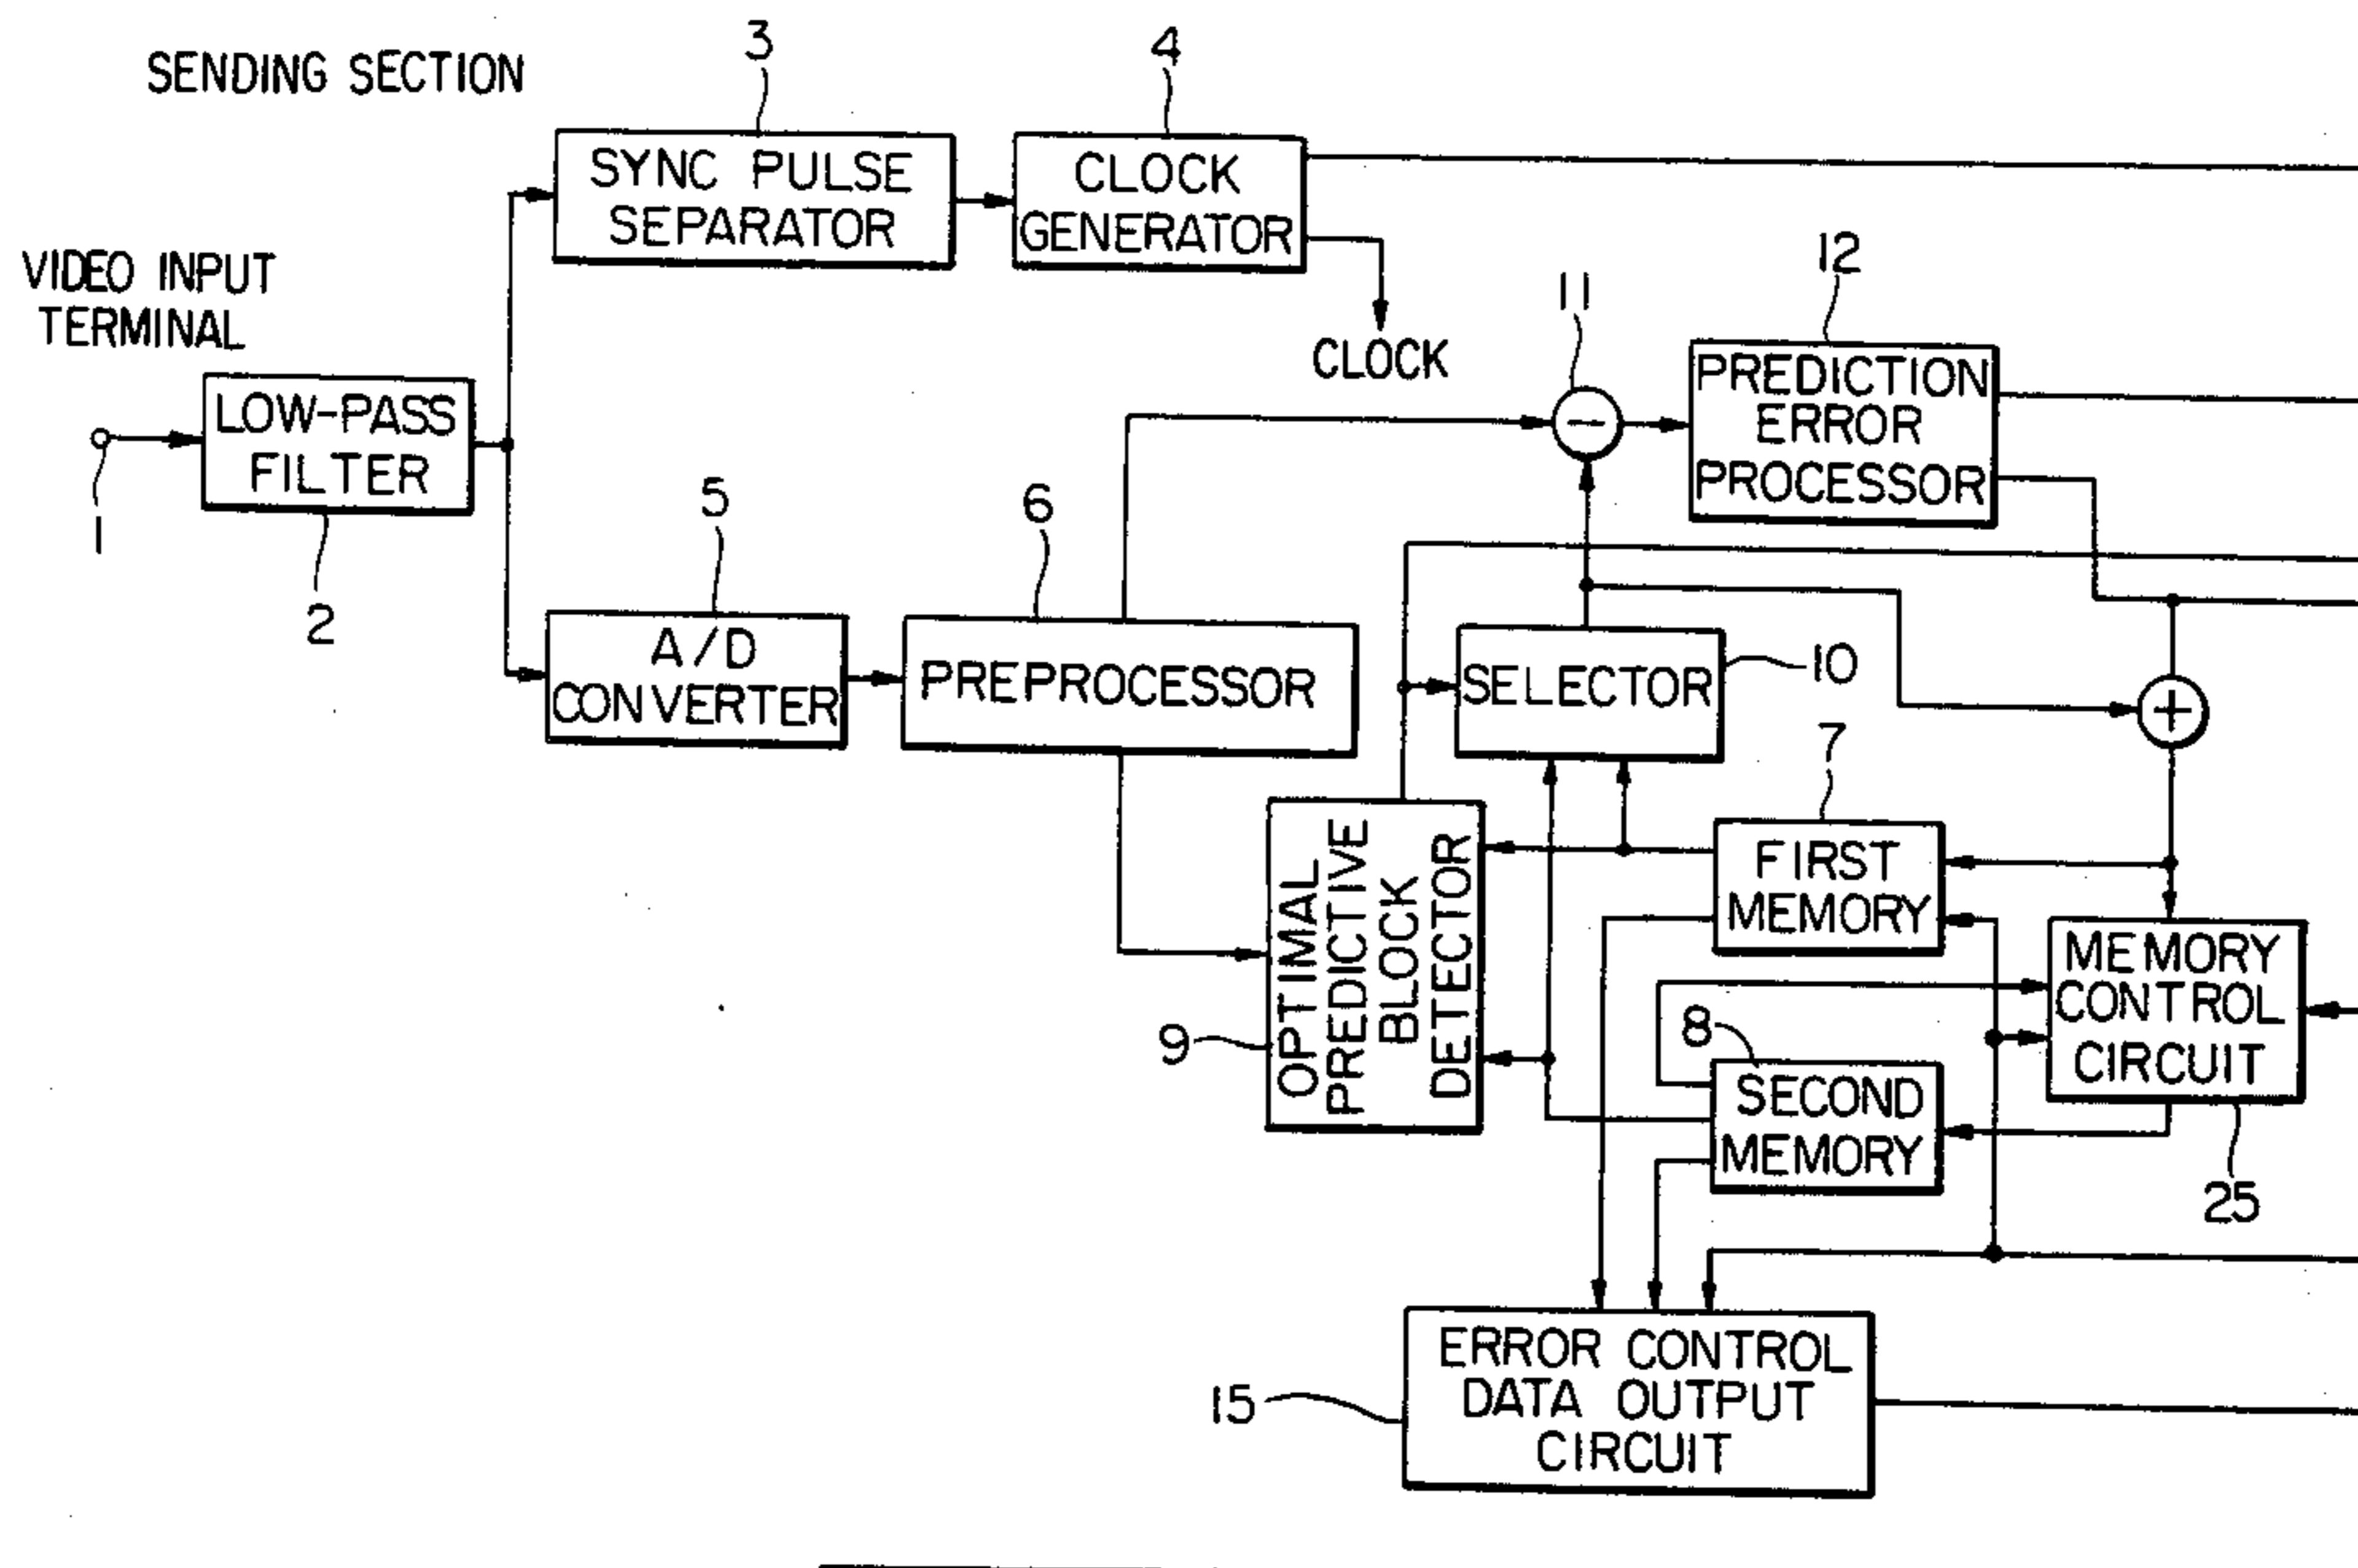 SENDING SECTION
3
4
SYNC PULSE
SEPARATOR
CLOCK
GENERATOR
VIDEO INPUT
TERMINAL
CLOCK
11
12
LOW-PASS
FILTER
PREDICTION
ERROR
PROCESSOR
1
2
5
6
A/D
CONVERTER
PREPROCESSOR
SELECTOR
10
7
FIRST
MEMORY
OPTIMAL
PREDICTIVE
BLOCK
DETECTOR
9
8
SECOND
MEMORY
MEMORY
CONTROL
CIRCUIT
25
15
ERROR CONTROL
DATA OUTPUT
CIRCUIT